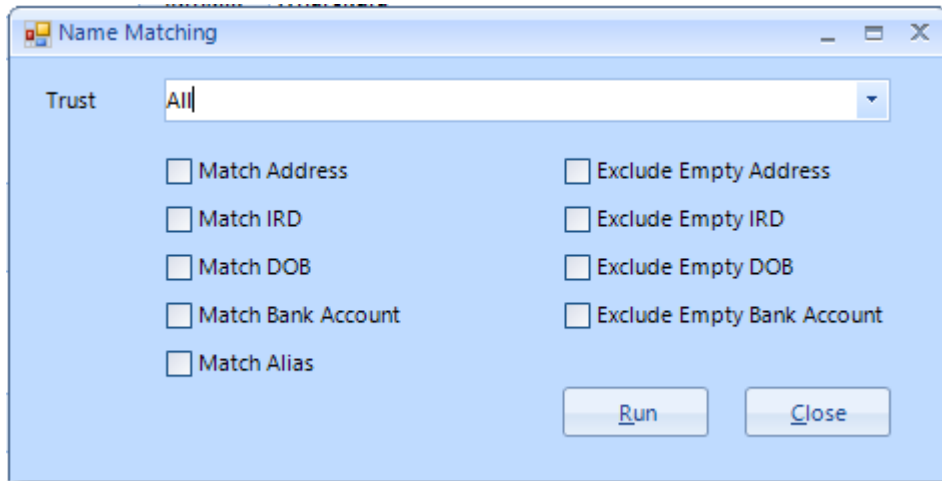 Name Matching
Trust All
Match Address Exclude Empty Address
Match IRD Exclude Empty IRD
Match DOB Exclude Empty DOB
Match Bank Account Exclude Empty Bank Account
Match Alias
Run Close